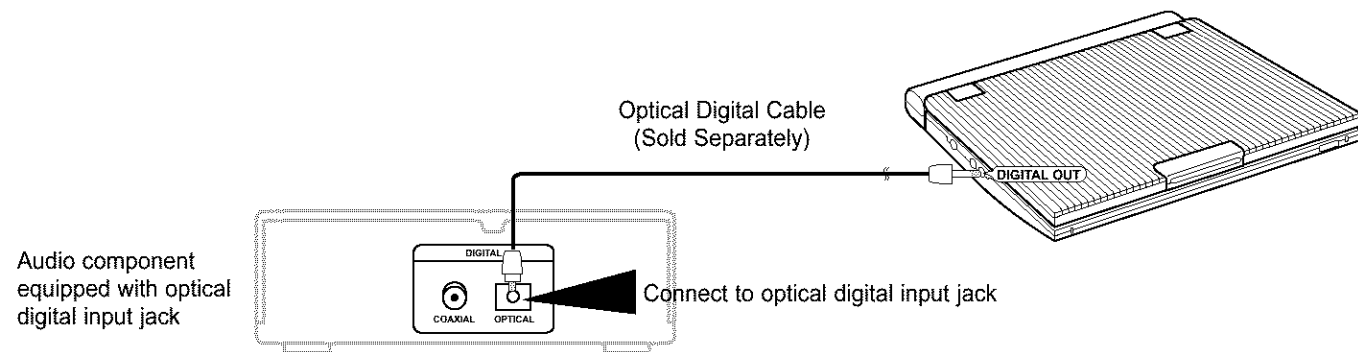 Optical Digital Cable
(Sold Separately)
DIGITAL OUT
DIGITAL
Audio component
equipped with optical
digital input jack
COAXIAL
OPTICAL
Connect to optical digital input jack